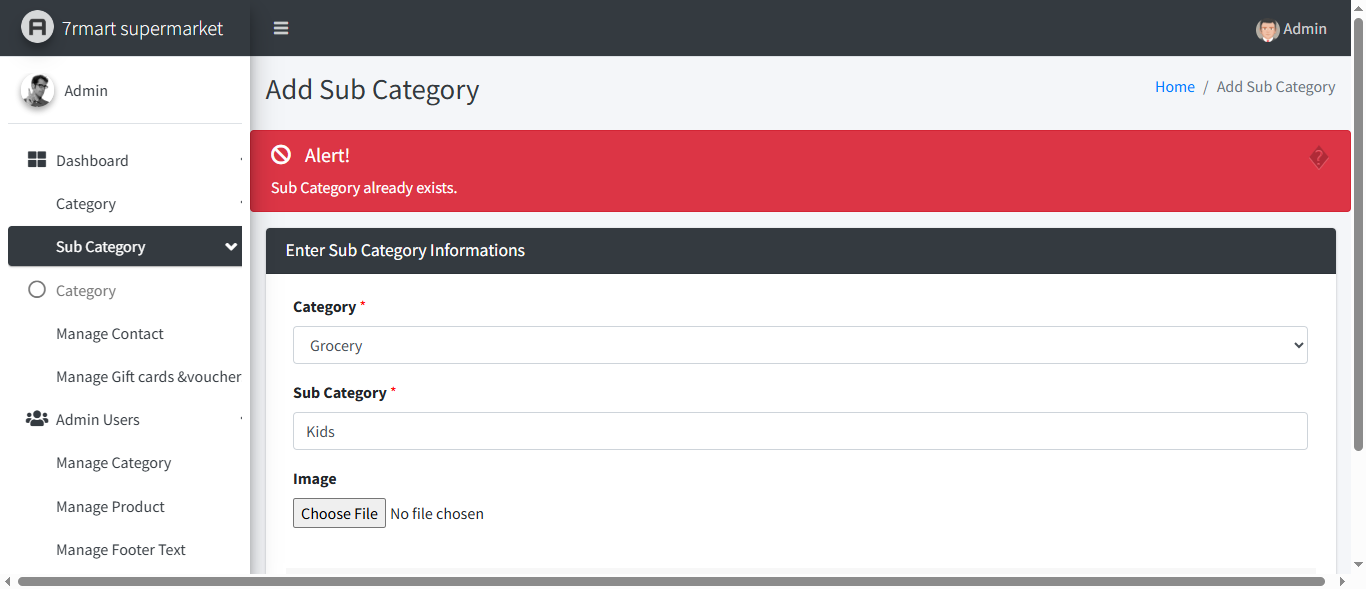 7rmart supermarket
Admin
Admin
Add Sub Category
Home / Add Sub Category
Alert!
Sub Category already exists.
Dashboard
Category
Sub Category
Category
Manage Contact
Manage Gift cards &voucher
Admin Users
Manage Category
Manage Product
Manage Footer Text
Enter Sub Category Informations
Category *
Grocery
Sub Category *
Kids
Image
Choose File No file chosen